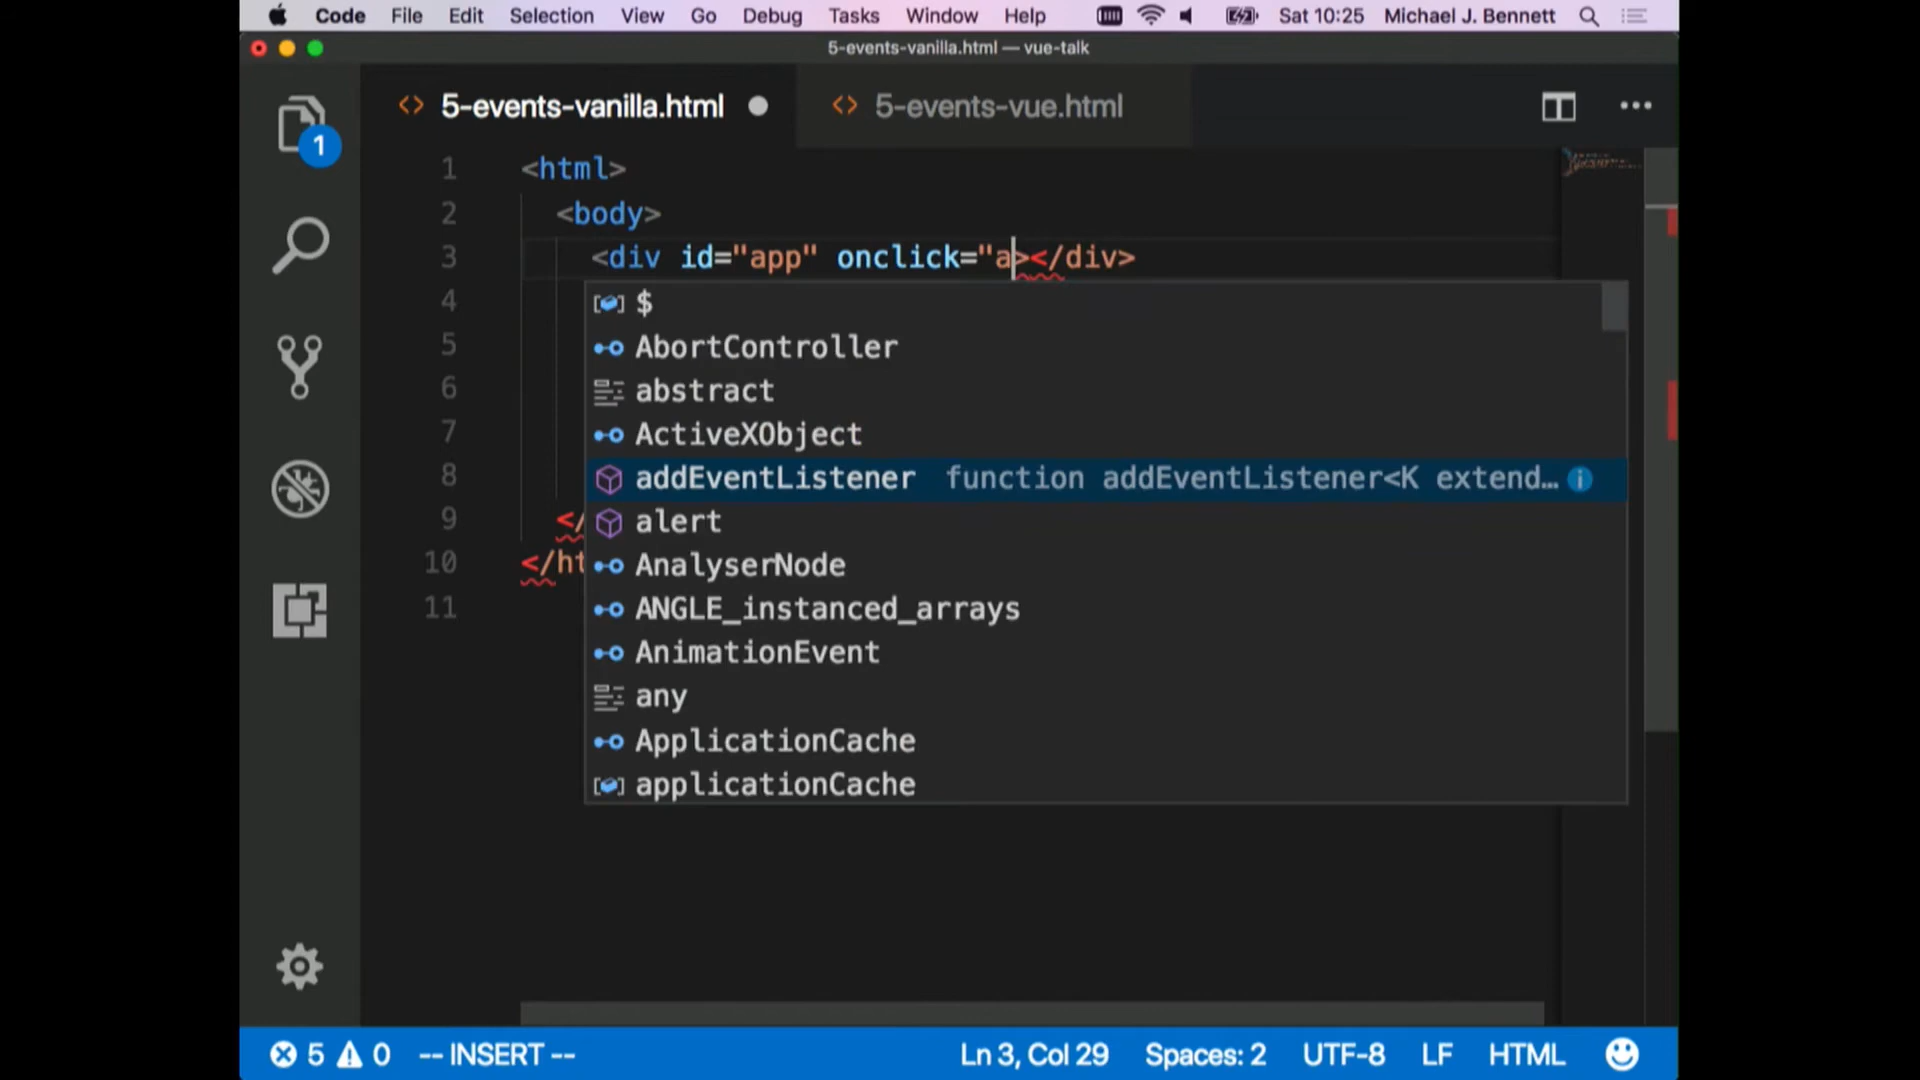 Code File Edit Selection View Go Debug Tasks Window Help Sat 10:25 Michael J. Bennett
5-events-vanilla.html — vue-talk
<> 5-events-vanilla.html <> 5-events-vue.html
1
1 <html>
2 <body>
3 <div id="app" onclick="a></div>
4
5
6
7
8
9 </
10 </ht
11
$
AbortController
abstract
ActiveXObject
addEventListener function addEventListener<K extend…
alert
AnalyserNode
ANGLE_instanced_arrays
AnimationEvent
any
ApplicationCache
applicationCache
5 0 -- INSERT -- Ln 3, Col 29 Spaces: 2 UTF-8 LF HTML